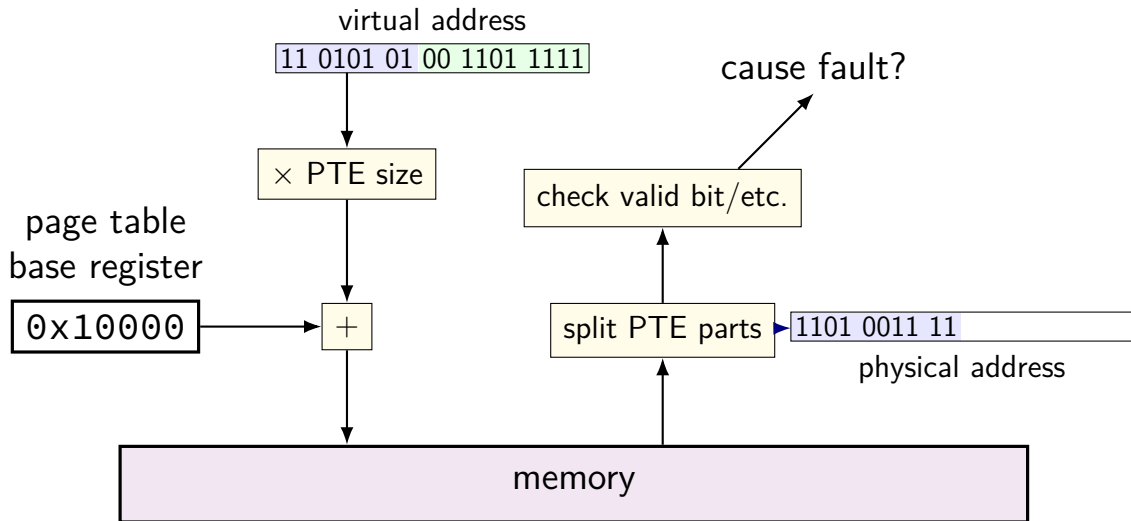 virtual address
11 0101 01 00 1101 1111
cause fault?
× PTE size
check valid bit/etc.
page table
base register
0x10000
+
split PTE parts
1101 0011 11
physical address
memory